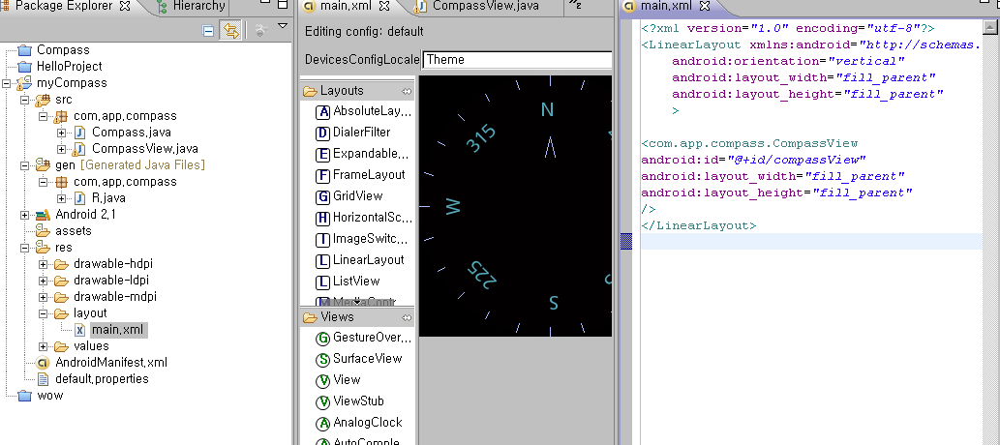 Package Explorer
Hierarchy
Compass
HelloProject
myCompass
src
com.app.compass
Compass.java
CompassView.java
gen [Generated Java Files]
com.app.compass
R.java
Android 2.1
assets
res
drawable-hdpi
drawable-ldpi
drawable-mdpi
layout
main.xml
values
AndroidManifest.xml
default.properties
wow
main.xml
CompassView.java
Editing config: default
DevicesConfigLocale Theme
Layouts
A AbsoluteLay...
D DialerFilter
E Expandable...
F FrameLayout
G GridView
H HorizontalSc...
I ImageSwitc...
L LinearLayout
L ListView
M MediaContr
Views
G GestureOver...
S SurfaceView
V View
V ViewStub
A AnalogClock
AutoComple
N
315
W
225
S
main.xml
<?xml version="1.0" encoding="utf-8"?>
<LinearLayout xmlns:android="http://schemas.
android:orientation="vertical"
android:layout_width="fill_parent"
android:layout_height="fill_parent"
>
<com.app.compass.CompassView
android:id="@+id/compassView"
android:layout_width="fill_parent"
android:layout_height="fill_parent"
/>
</LinearLayout>